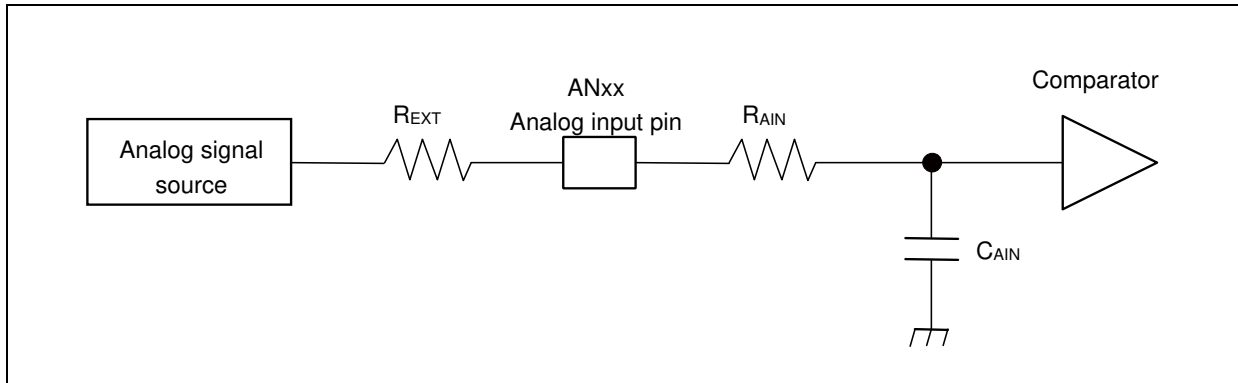 Comparator
ANxx
Analog input pin
REXT
RAIN
Analog signal
source
CAIN